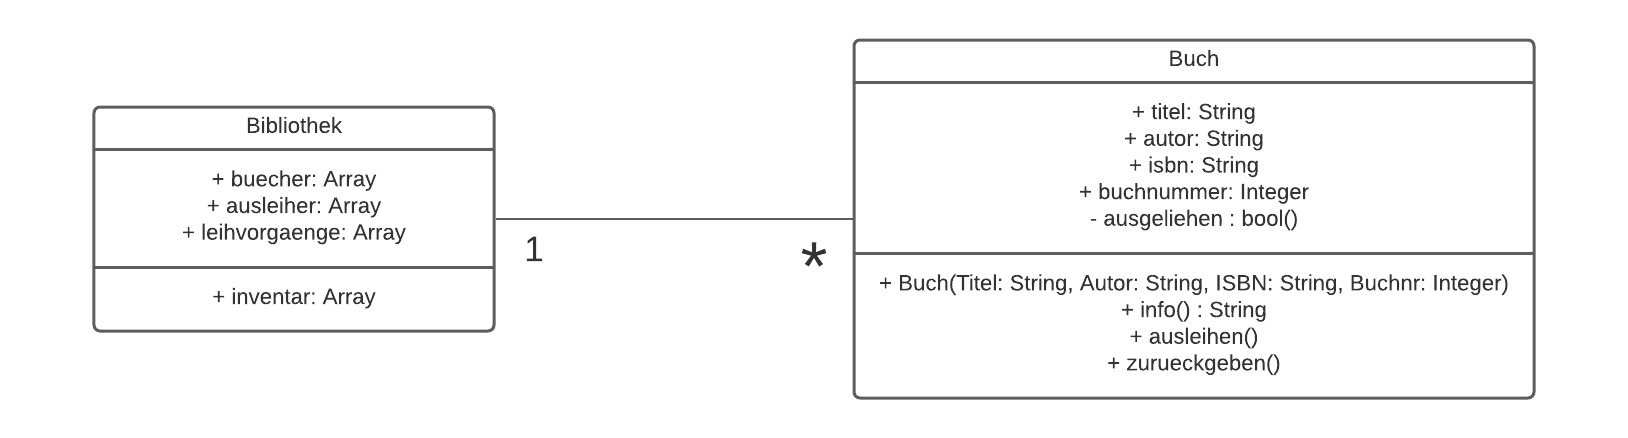 Bibliothek
+ buecher: Array
+ ausleiher: Array
+ leihvorgaenge: Array
+ inventar: Array
1
*
Buch
+ titel: String
+ autor: String
+ isbn: String
+ buchnummer: Integer
- ausgeliehen : bool()
+ Buch(Titel: String, Autor: String, ISBN: String, Buchnr: Integer)
+ info() : String
+ ausleihen()
+ zurueckgeben()